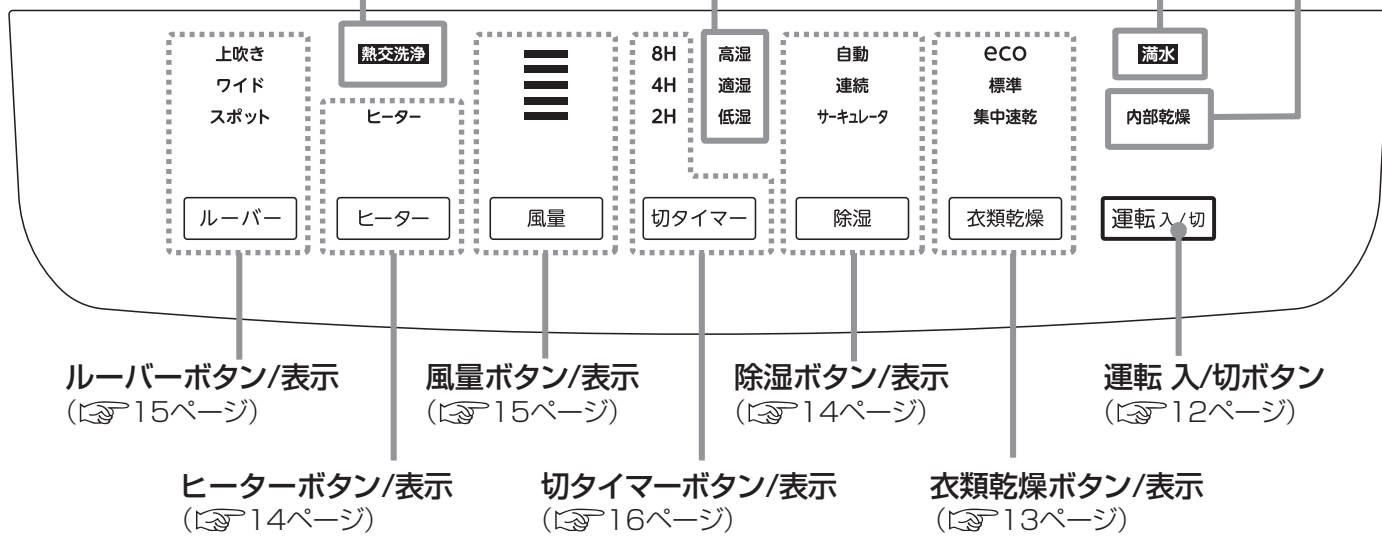 上吹き
ワイド
スポット
熱交洗浄
ヒーター
8H
4H
2H
高湿
適湿
低湿
自動
連続
サーキュレータ
eco
標準
集中速乾
満水
内部乾燥
ルーバー
ヒーター
風量
切タイマー
除湿
衣類乾燥
運転 入/切
ルーバーボタン/表示
(☞15ページ)
風量ボタン/表示
(☞15ページ)
除湿ボタン/表示
(☞14ページ)
運転 入/切ボタン
(☞12ページ)
ヒーターボタン/表示
(☞14ページ)
切タイマーボタン/表示
(☞16ページ)
衣類乾燥ボタン/表示
(☞13ページ)